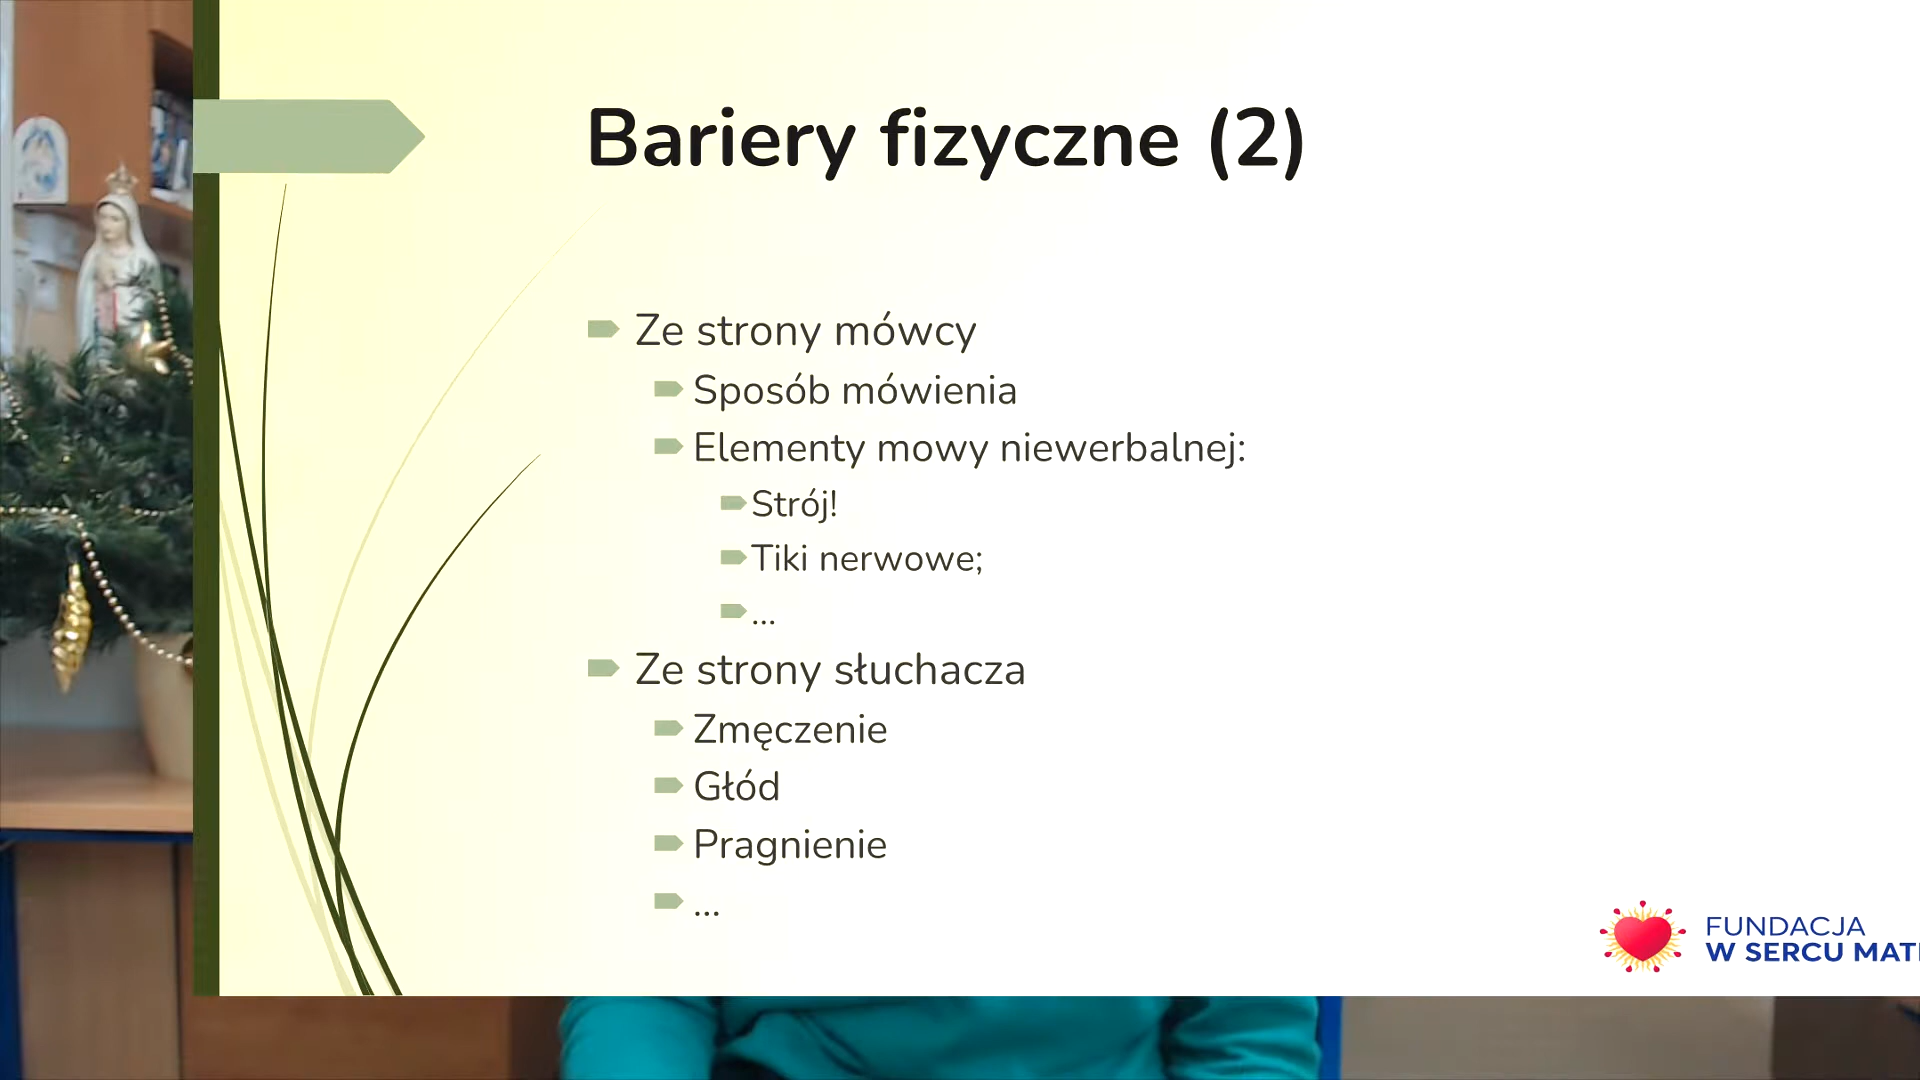 Bariery fizyczne (2)
Ze strony mówcy
Sposób mówienia
Elementy mowy niewerbalnej:
Strój!
Tiki nerwowe;
...
Ze strony słuchacza
Zmęczenie
Głód
Pragnienie
...
FUNDACJA
W SERCU